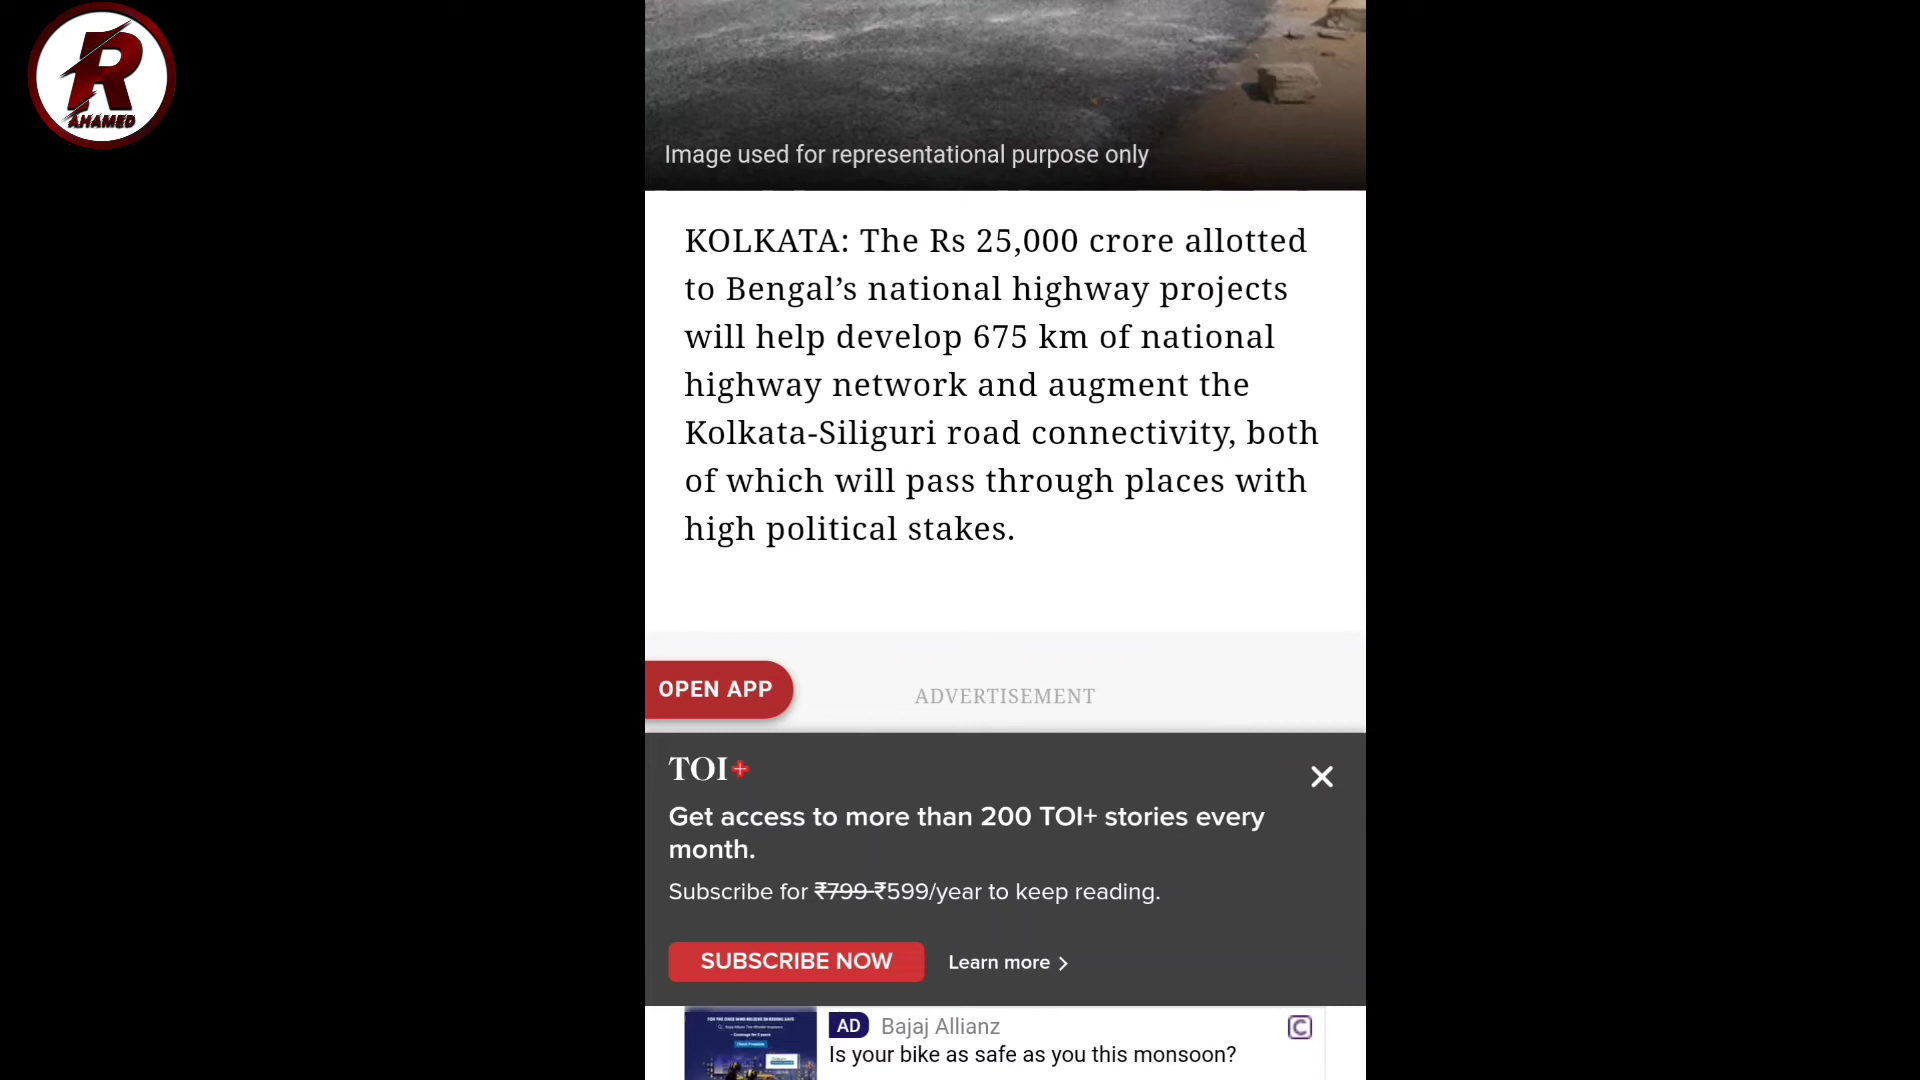 R
AHAMED
Image used for representational purpose only
KOLKATA: The Rs 25,000 crore allotted
to Bengal’s national highway projects
will help develop 675 km of national
highway network and augment the
Kolkata-Siliguri road connectivity, both
of which will pass through places with
high political stakes.
OPEN APP
ADVERTISEMENT
TOI+
Get access to more than 200 TOI+ stories every
month.
Subscribe for ₹799 ₹599/year to keep reading.
SUBSCRIBE NOW
Learn more >
AD Bajaj Allianz
C
Is your bike as safe as you this monsoon?